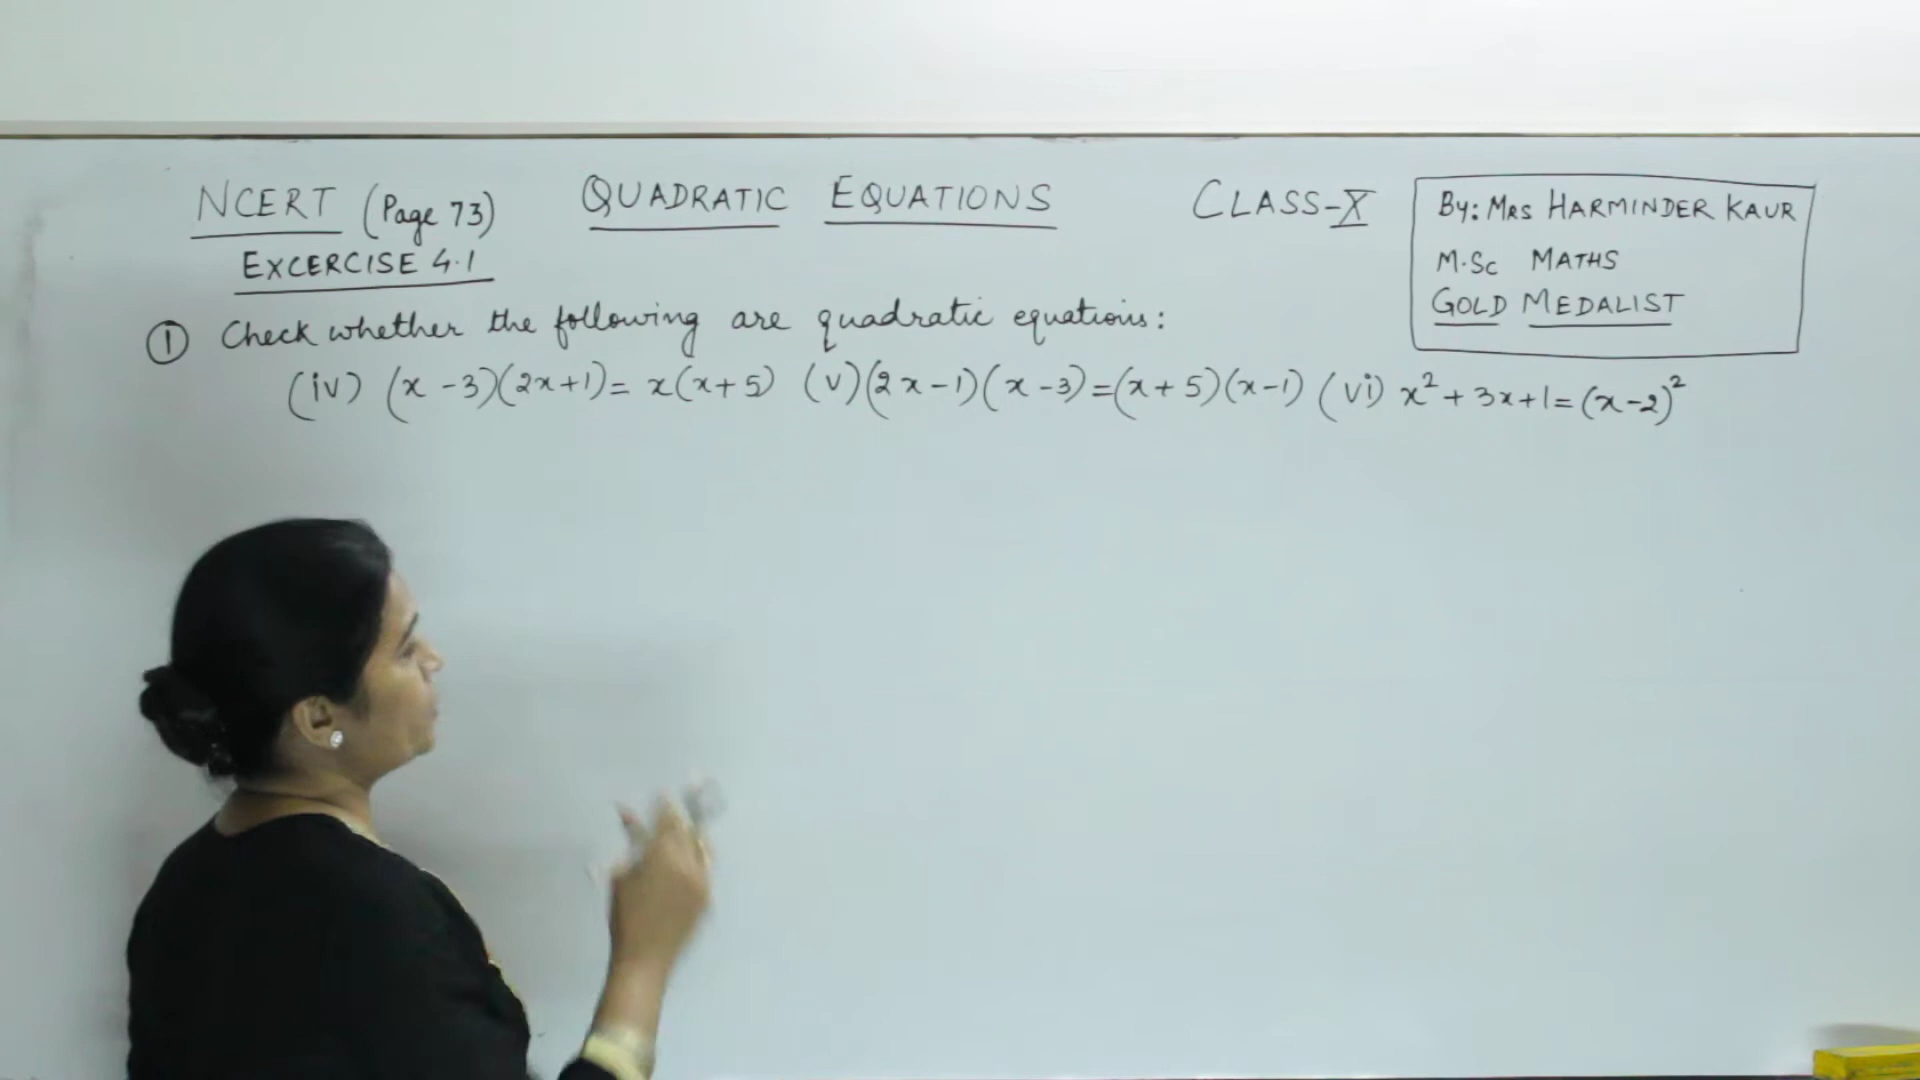 NCERT (Page 73) QUADRATIC EQUATIONS CLASS-X
EXCERCISE 4.1
By: MRS HARMINDER KAUR
M.Sc MATHS
GOLD MEDALIST
① Check whether the following are quadratic equations:
(iv) (x-3)(2x+1)= x(x+5) (v)(2x-1)(x-3)=(x+5)(x-1) (vi) x²+3x+1=(x-2)²